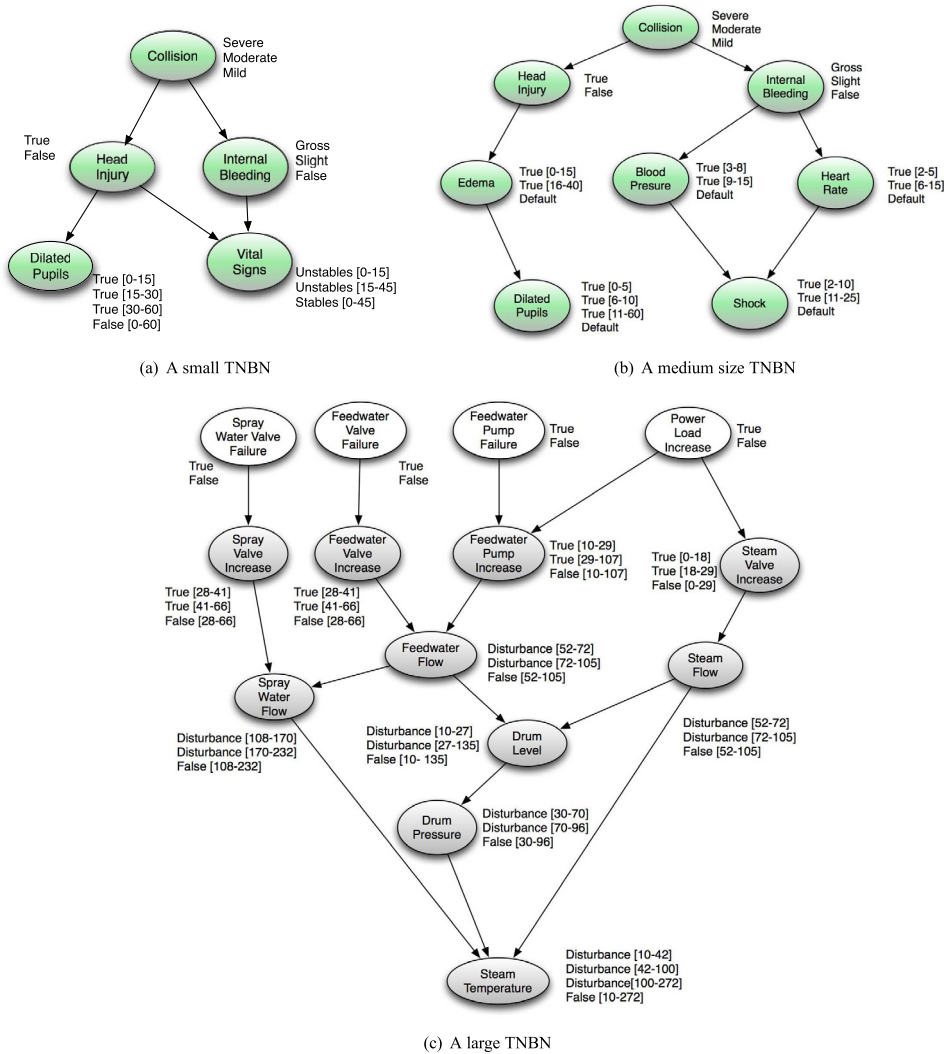 Collision
Severe
Moderate
Mild
True
False
Head
Injury
Internal
Bleeding
Gross
Slight
False
Dilated
Pupils
True [0-15]
True [15-30]
True [30-60]
False [0-60]
Vital
Signs
Unstables [0-15]
Unstables [15-45]
Stables [0-45]
(a) A small TNBN
Collision
Severe
Moderate
Mild
Head
Injury
True
False
Internal
Bleeding
Gross
Slight
False
Edema
True [0-15]
True [16-40]
Default
Blood
Presure
True [3-8]
True [9-15]
Default
Heart
Rate
True [2-5]
True [6-15]
Default
Dilated
Pupils
True [0-5]
True [6-10]
True [11-60]
Default
Shock
True [2-10]
True [11-25]
Default
(b) A medium size TNBN
Spray
Water Valve
Failure
True
False
Feedwater
Valve
Failure
True
False
Feedwater
Pump
Failure
True
False
Power
Load
Increase
True
False
Spray
Valve
Increase
True [28-41]
True [41-66]
False [28-66]
Feedwater
Valve
Increase
True [28-41]
True [41-66]
False [28-66]
Feedwater
Pump
Increase
True [10-29]
True [29-107]
False [10-107]
True [0-18]
True [18-29]
False [0-29]
Steam
Valve
Increase
Feedwater
Flow
Disturbance [52-72]
Disturbance [72-105]
False [52-105]
Steam
Flow
Disturbance [52-72]
Disturbance [72-105]
False [52-105]
Spray
Water
Flow
Disturbance [108-170]
Disturbance [170-232]
False [108-232]
Disturbance [10-27]
Disturbance [27-135]
False [10- 135]
Drum
Level
Drum
Pressure
Disturbance [30-70]
Disturbance [70-96]
False [30-96]
Steam
Temperature
Disturbance [10-42]
Disturbance [42-100]
Disturbance[100-272]
False [10-272]
(c) A large TNBN